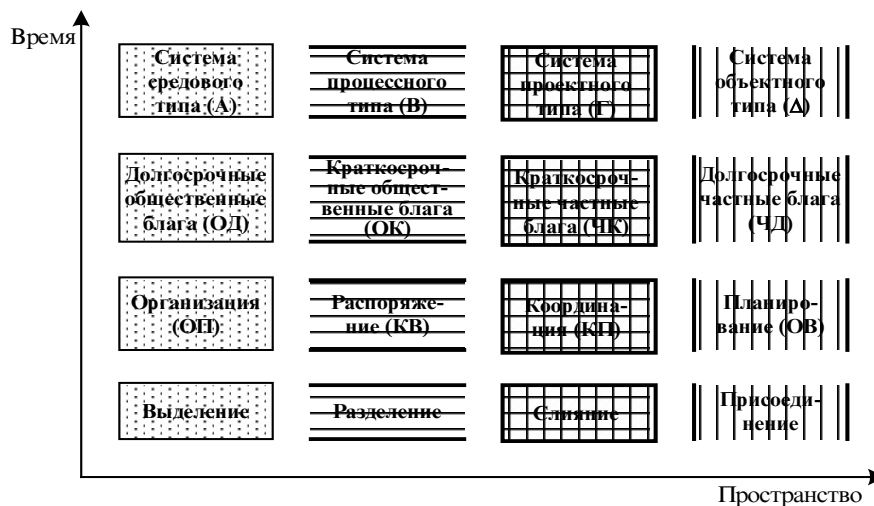 Время
Система
средового
типа (А)
Система
процессного
типа (В)
Система
проектного
типа (Г)
Система
объектного
типа (Δ)
Долгосрочные
общественные
блага (ОД)
Краткосроч-
ные общест-
венные блага
(ОК)
Краткосроч-
ные частные
блага (ЧК)
Долгосрочные
частные блага
(ЧД)
Организация
(ОП)
Распоряже-
ние (КВ)
Координа-
ция (КП)
Планиро-
вание (ОВ)
Выделение
Разделение
Слияние
Присоеди-
нение
Пространство